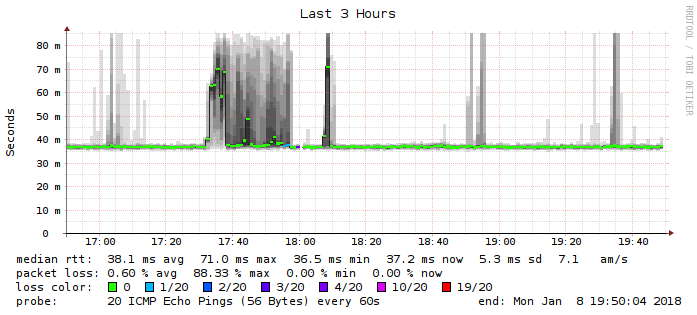 Last 3 Hours
RRDTOOL / TOBI OETIKER
Seconds
80 m
70 m
60 m
50 m
40 m
30 m
20 m
10 m
0
17:00 17:20 17:40 18:00 18:20 18:40 19:00 19:20 19:40
median rtt: 38.1 ms avg 71.0 ms max 36.5 ms min 37.2 ms now 5.3 ms sd 7.1 am/s
packet loss: 0.60 % avg 88.33 % max 0.00 % min 0.00 % now
loss color: 0 1/20 2/20 3/20 4/20 10/20 19/20
probe: 20 ICMP Echo Pings (56 Bytes) every 60s end: Mon Jan 8 19:50:04 2018